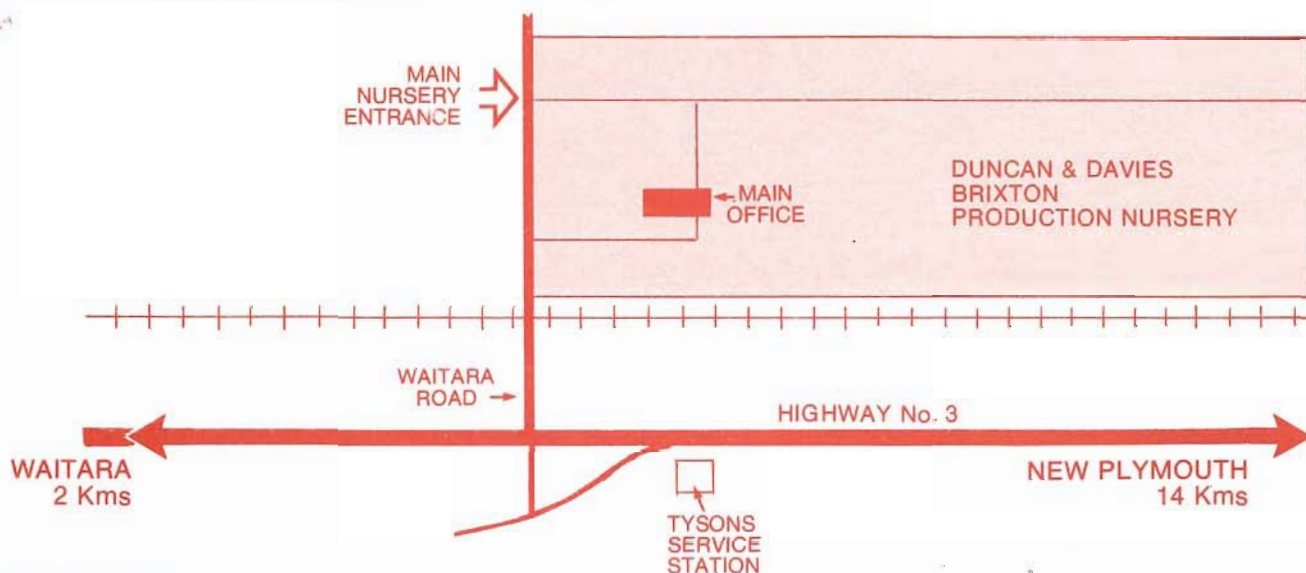 MAIN
NURSERY
ENTRANCE
MAIN
OFFICE
DUNCAN & DAVIES
BRIXTON
PRODUCTION NURSERY
WAITARA
ROAD
HIGHWAY No. 3
WAITARA
2 Kms
NEW PLYMOUTH
14 Kms
TYSONS
SERVICE
STATION